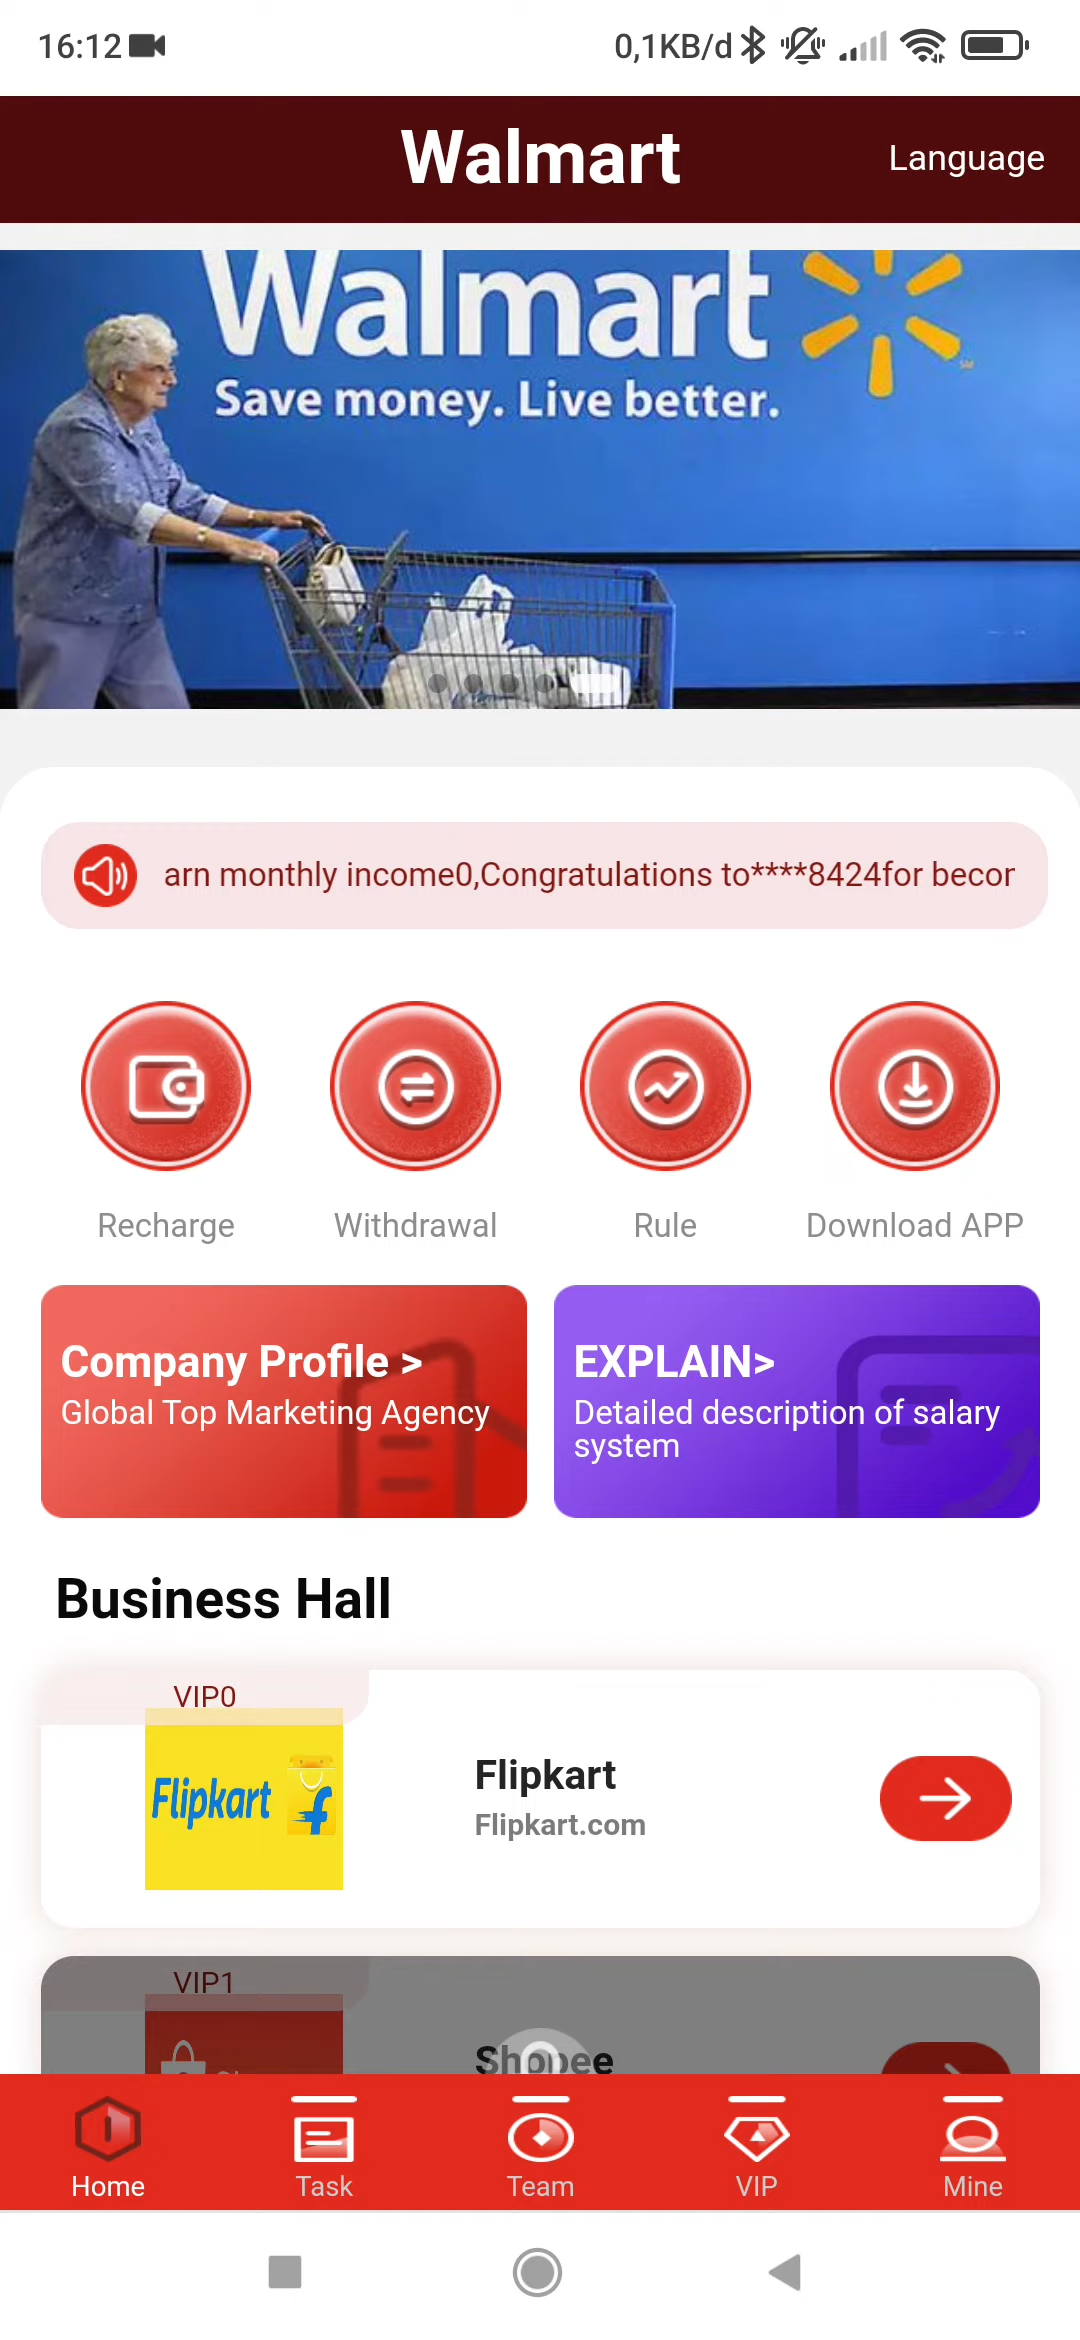 16:12
0,1KB/d
Walmart
Language
Walmart
Save money. Live better.
arn monthly income0,Congratulations to****8424for becor
Recharge
Withdrawal
Rule
Download APP
Company Profile >
Global Top Marketing Agency
EXPLAIN>
Detailed description of salary
system
Business Hall
VIP0
Flipkart
Flipkart
Flipkart.com
VIP1
Shopee
Home
Task
Team
VIP
Mine